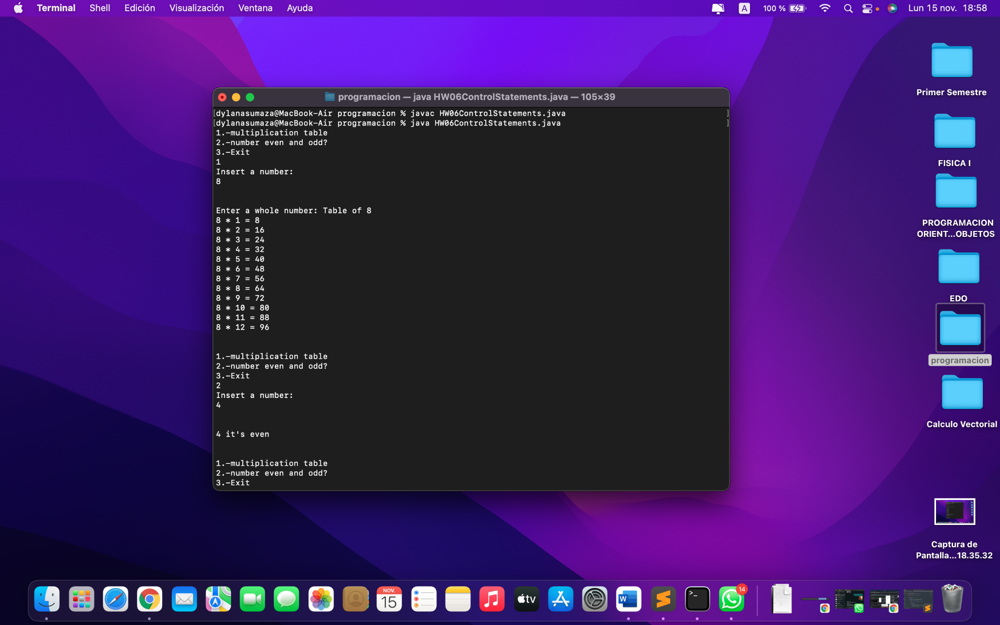 Terminal Shell Edición Visualización Ventana Ayuda A 100 % Lun 15 nov. 18:58
programacion — java HW06ControlStatements.java — 105×39
[dylanasumaza@MacBook-Air programacion % javac HW06ControlStatements.java ]
[dylanasumaza@MacBook-Air programacion % java HW06ControlStatements.java ]
1.-multiplication table
2.-number even and odd?
3.-Exit
1
Insert a number:
8
Enter a whole number: Table of 8
8 * 1 = 8
8 * 2 = 16
8 * 3 = 24
8 * 4 = 32
8 * 5 = 40
8 * 6 = 48
8 * 7 = 56
8 * 8 = 64
8 * 9 = 72
8 * 10 = 80
8 * 11 = 88
8 * 12 = 96
1.-multiplication table
2.-number even and odd?
3.-Exit
2
Insert a number:
4
4 it's even
1.-multiplication table
2.-number even and odd?
3.-Exit
Primer Semestre
FISICA I
PROGRAMACION
ORIENT...OBJETOS
EDO
programacion
Calculo Vectorial
Captura de
Pantalla...18.35.32
NOV.
15
tv
W
>_
14